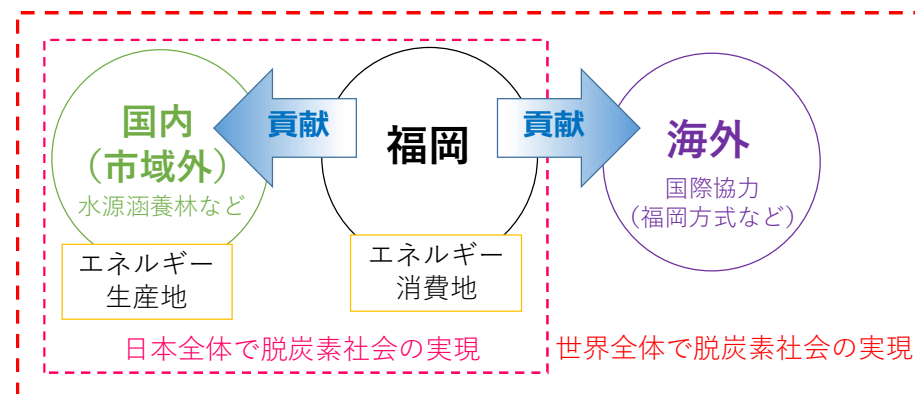 国内
（市域外）
水源涵養林など
エネルギー
生産地
貢献
福岡
エネルギー
消費地
貢献
海外
国際協力
（福岡方式など）
日本全体で脱炭素社会の実現
世界全体で脱炭素社会の実現